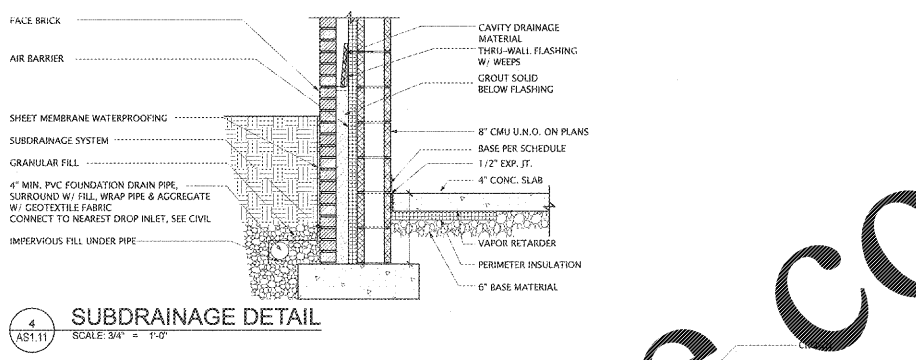 FACE BRICK
AIR BARRIER
SHEET MEMBRANE WATERPROOFING
SUBDRAINAGE SYSTEM
GRANULAR FILL
4" MIN. PVC FOUNDATION DRAIN PIPE,
SURROUND W/ FILL, WRAP PIPE & AGGREGATE
W/ GEOTEXTILE FABRIC
CONNECT TO NEAREST DROP INLET, SEE CIVIL
IMPERVIOUS FILL UNDER PIPE
CAVITY DRAINAGE
MATERIAL
THRU-WALL FLASHING
W/ WEEPS
GROUT SOLID
BELOW FLASHING
8" CMU U.N.O. ON PLANS
BASE PER SCHEDULE
1/2" EXP. JT.
4" CONC. SLAB
VAPOR RETARDER
PERIMETER INSULATION
6" BASE MATERIAL
4
AS1.11
SUBDRAINAGE DETAIL
SCALE: 3/4" = 1'-0"
e co